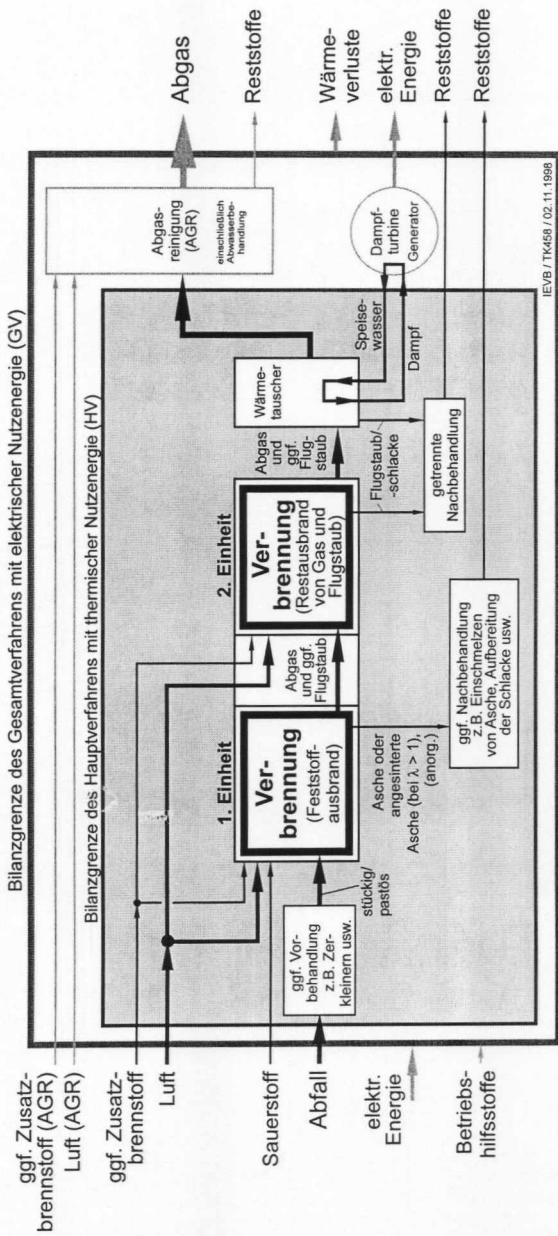 Bilanzgrenze des Gesamtverfahrens mit elektrischer Nutzenergie (GV)
Bilanzgrenze des Hauptverfahrens mit thermischer Nutzenergie (HV)
ggf. Zusatz-
brennstoff (AGR)
Luft (AGR)
ggf. Zusatz-
brennstoff
Luft
Sauerstoff
Abfall
elektr.
Energie
Betriebs-
hilfsstoffe
ggf. Vor-
behandlung
z.B. Zer-
kleinern usw.
stückig/
pastös
1. Einheit
Ver-
brennung
(Feststoff-
ausbrand)
Asche oder
angesinterte
Asche (bei λ > 1),
(anorg.)
ggf. Nachbehandlung
z.B. Einschmelzen
von Asche, Aufbereitung
der Schlacke usw.
Abgas
und ggf.
Flugstaub
2. Einheit
Ver-
brennung
(Restausbrand
von Gas und
Flugstaub)
Flugstaub/
-schlacke
getrennte
Nachbehandlung
Abgas
und
ggf.
Flug-
staub
Wärme-
tauscher
Speise-
wasser
Dampf
Abgas-
reinigung
(AGR)
einschließlich
Abwasserbe-
handlung
Dampf-
turbine
Generator
Abgas
Reststoffe
Wärme-
verluste
elektr.
Energie
Reststoffe
Reststoffe
IEVB / TK458 / 02.11.1998